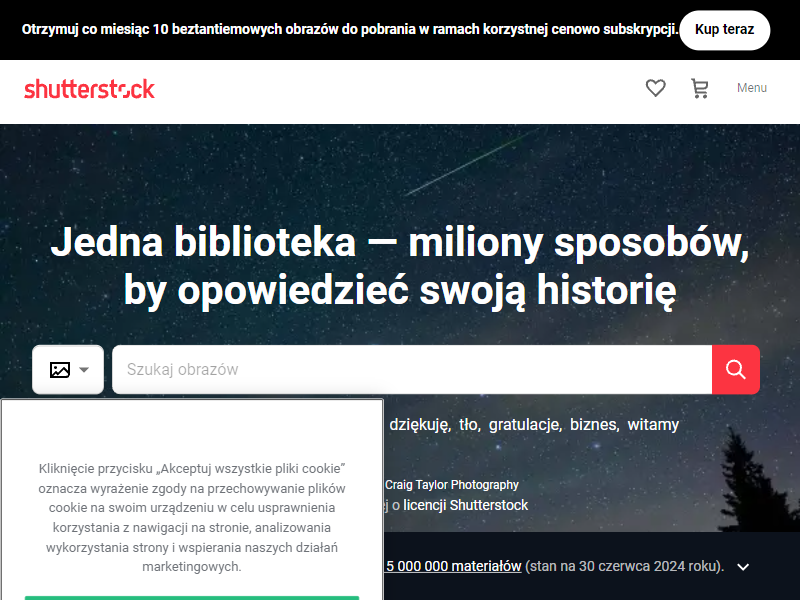 Otrzymuj co miesiąc 10 beztantiemowych obrazów do pobrania w ramach korzystnej cenowo subskrypcji.
Kup teraz
shutterstock
Menu
Jedna biblioteka — miliony sposobów,
by opowiedzieć swoją historię
Szukaj obrazów
dziękuję, tło, gratulacje, biznes, witamy
Craig Taylor Photography
o licencji Shutterstock
5 000 000 materiałów (stan na 30 czerwca 2024 roku).
Kliknięcie przycisku „Akceptuj wszystkie pliki cookie”
oznacza wyrażenie zgody na przechowywanie plików
cookie na swoim urządzeniu w celu usprawnienia
korzystania z nawigacji na stronie, analizowania
wykorzystania strony i wspierania naszych działań
marketingowych.